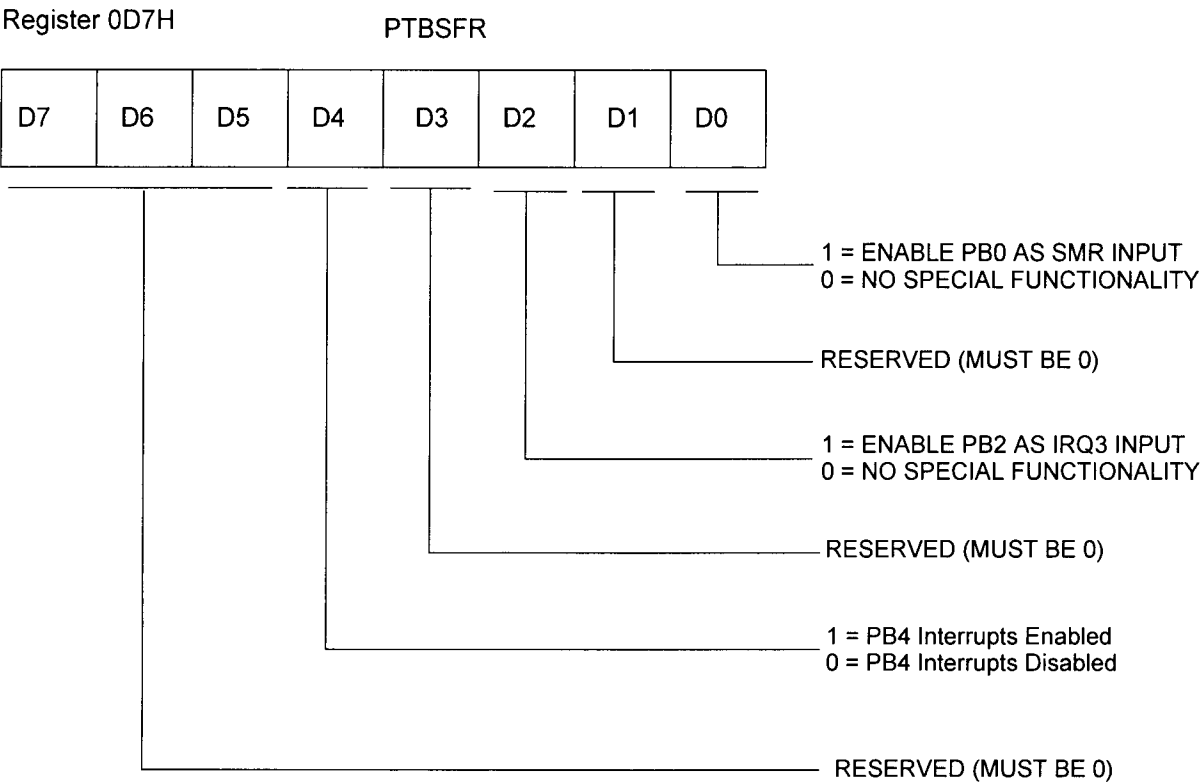 Register 0D7H
PTBSFR
D7 D6 D5 D4 D3 D2 D1 D0
1 = ENABLE PB0 AS SMR INPUT
0 = NO SPECIAL FUNCTIONALITY
RESERVED (MUST BE 0)
1 = ENABLE PB2 AS IRQ3 INPUT
0 = NO SPECIAL FUNCTIONALITY
RESERVED (MUST BE 0)
1 = PB4 Interrupts Enabled
0 = PB4 Interrupts Disabled
RESERVED (MUST BE 0)